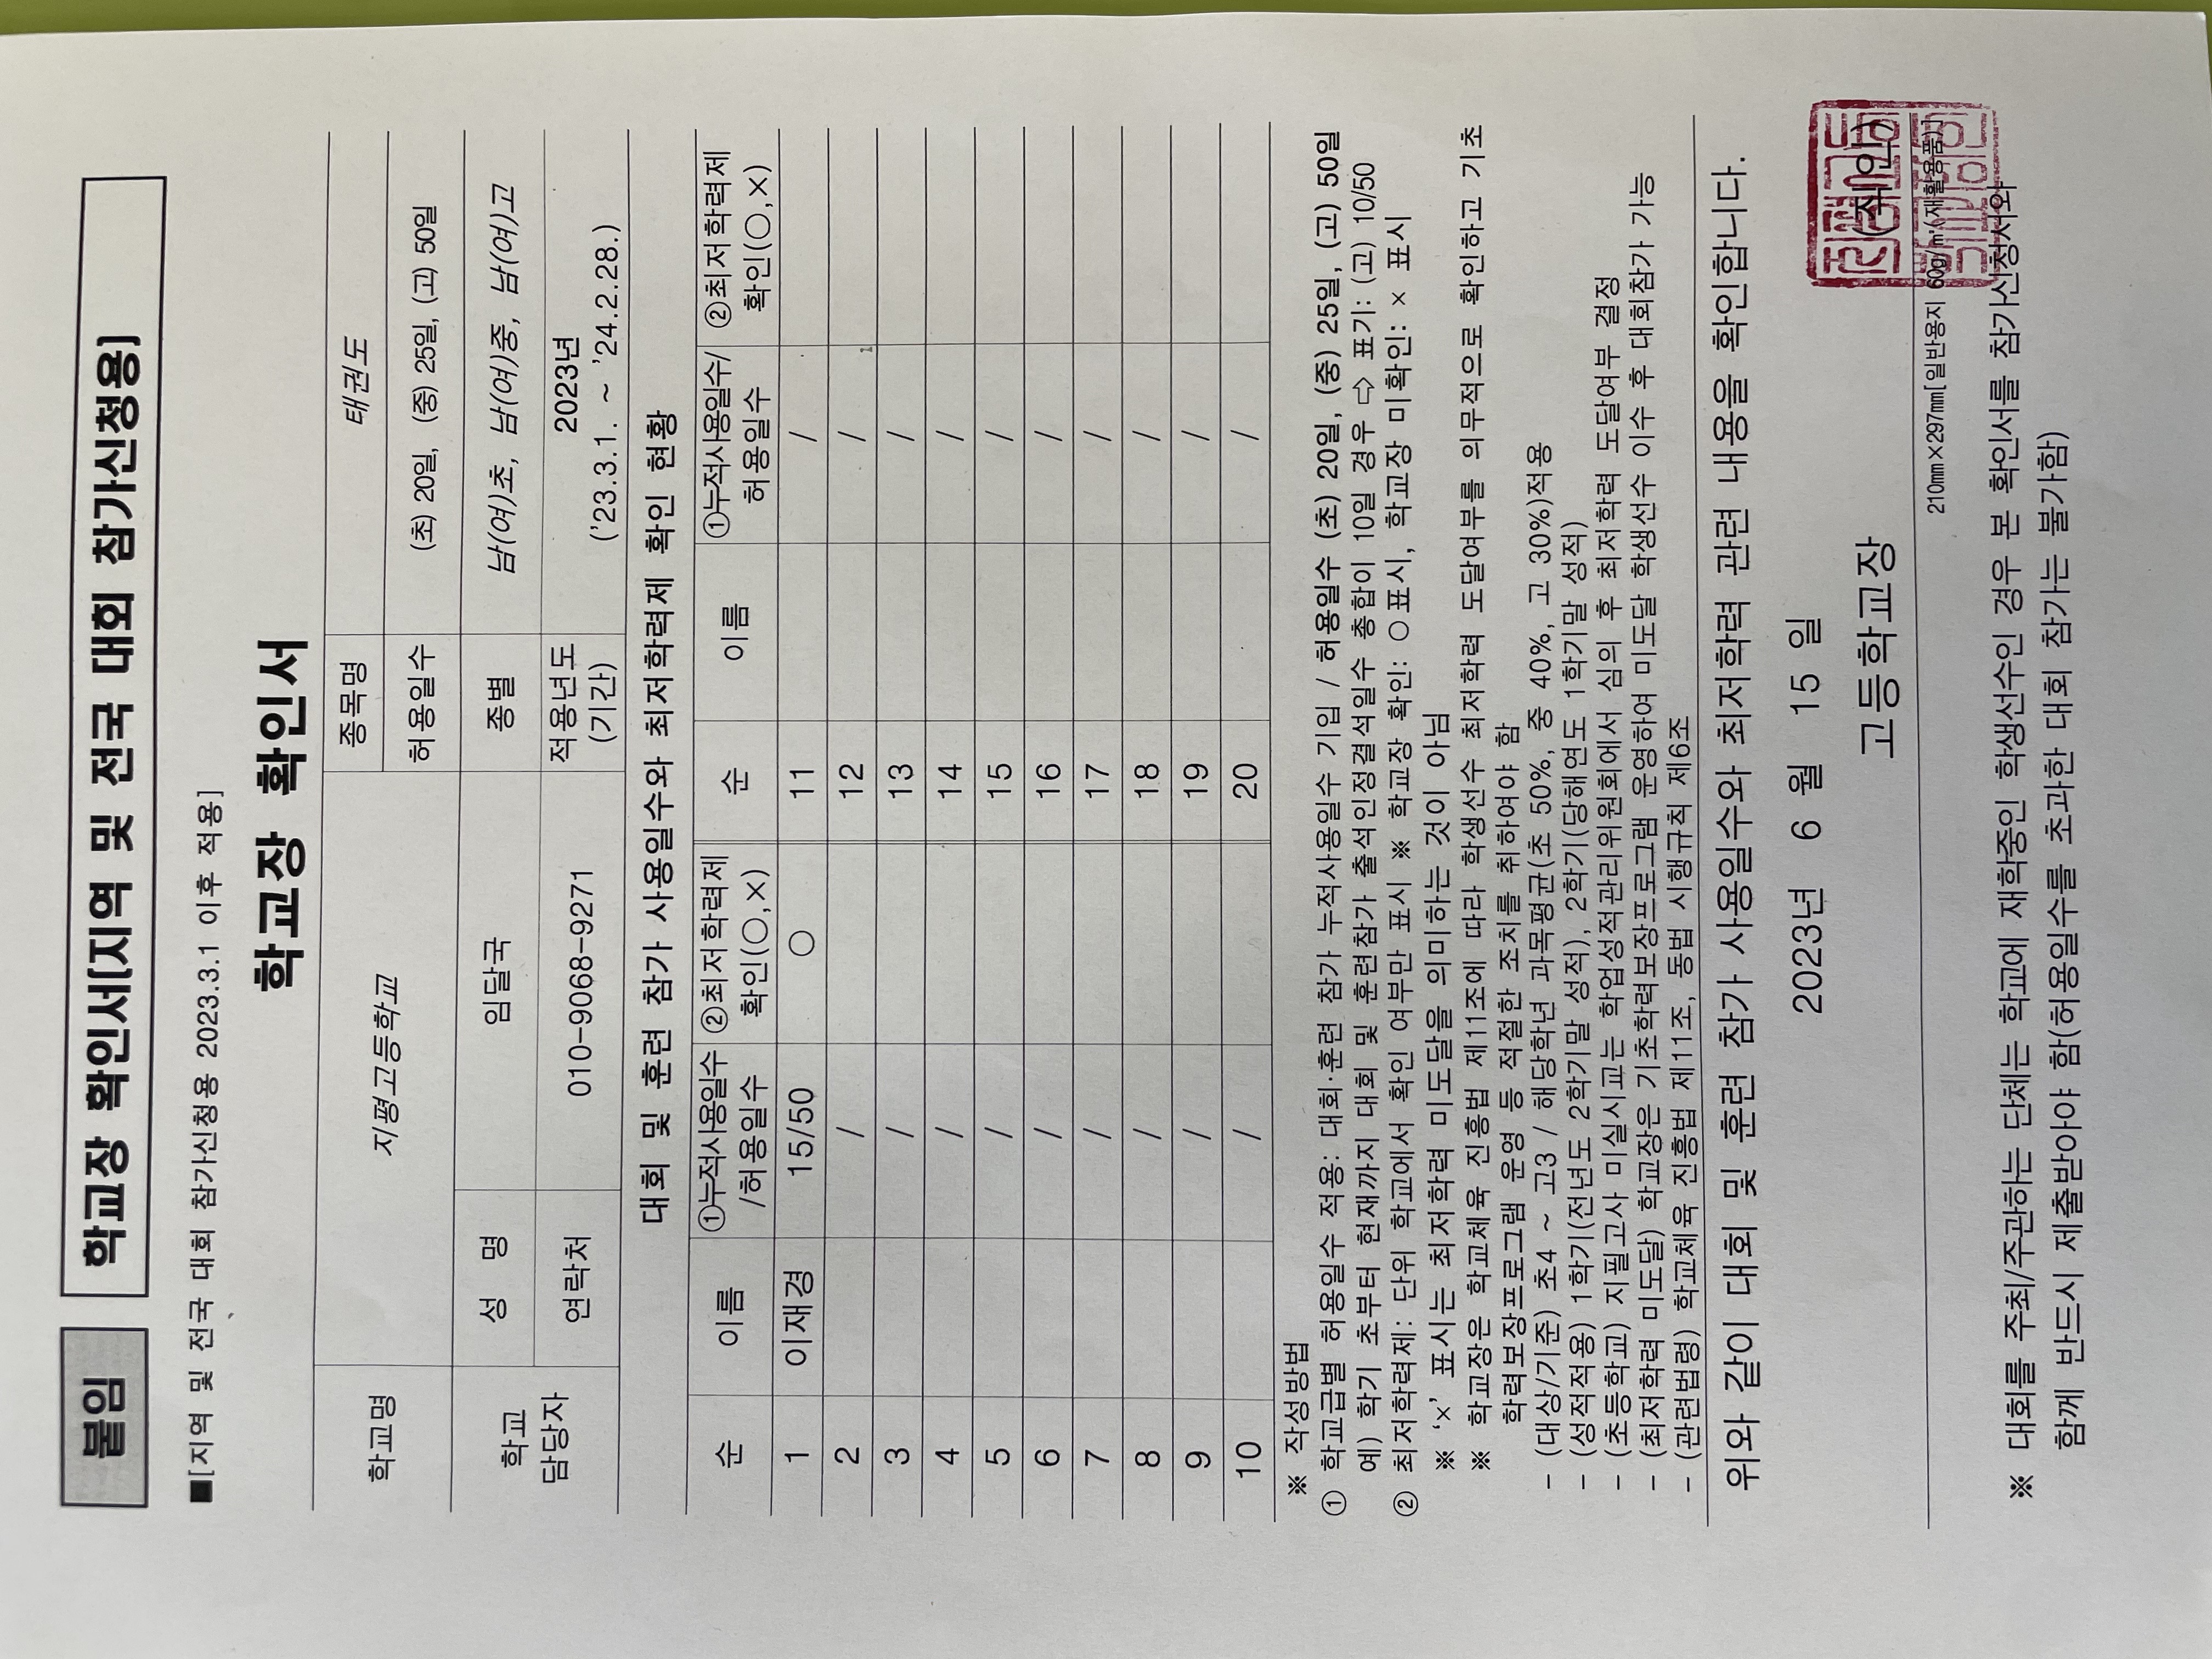 붙임 학교장 확인서[지역 및 전국 대회 참가신청용]
■[지역 및 전국 대회 참가신청용 2023.3.1 이후 적용]
학교장 확인서
학교명 지평고등학교 종목명 태권도
허용일수 (초) 20일, (중) 25일, (고) 50일
학교 담당자 성 명 임달국 종별 남(여)초, 남(여)중, 남(여)고
연락처 010-9068-9271 적용년도 (기간) 2023년 ('23.3.1. ~ '24.2.28.)
대회 및 훈련 참가 사용일수와 최저학력제 확인 현황
순 이름 ①누적사용일수 /허용일수 ②최저학력제 확인(○,×) 순 이름 ①누적사용일수/ 허용일수 ②최저학력제 확인(○,×)
1 이재경 15/50 ○ 11 /
2 / 12 /
3 / 13 /
4 / 14 /
5 / 15 /
6 / 16 /
7 / 17 /
8 / 18 /
9 / 19 /
10 / 20 /
※ 작성방법
① 학교급별 허용일수 적용: 대회·훈련 참가 누적사용일수 기입 / 허용일수 (초) 20일, (중) 25일, (고) 50일
예) 학기 초부터 현재까지 대회 및 훈련참가 출석인정결석일수 총합이 10일 경우 ⇨ 표기: (고) 10/50
② 최저학력제: 단위 학교에서 확인 여부만 표시 ※ 학교장 확인: ○표시, 학교장 미확인: × 표시
※ '×' 표시는 최저학력 미도달을 의미하는 것이 아님
※ 학교장은 학교체육 진흥법 제11조에 따라 학생선수 최저학력 도달여부를 의무적으로 확인하고 기초
학력보장프로그램 운영 등 적절한 조치를 취하여야 함
- (대상/기준) 초4 ~ 고3 / 해당학년 과목평균(초 50%, 중 40%, 고 30%)적용
- (성적적용) 1학기(전년도 2학기말 성적), 2학기(당해연도 1학기말 성적)
- (초등학교) 지필고사 미실시교는 학업성적관리위원회에서 심의 후 최저학력 도달여부 결정
- (최저학력 미도달) 학교장은 기초학력보장프로그램 운영하여 미도달 학생선수 이수 후 대회참가 가능
- (관련법령) 학교체육 진흥법 제11조, 동법 시행규칙 제6조
위와 같이 대회 및 훈련 참가 사용일수와 최저학력 관련 내용을 확인합니다.
2023년 6 월 15 일
고등학교장 (직인)
210㎜×297㎜[일반용지 60g/㎡(재활용품)]
※ 대회를 주최/주관하는 단체는 학교에 재학중인 학생선수인 경우 본 확인서를 참가신청서와
함께 반드시 제출받아야 함(허용일수를 초과한 대회 참가는 불가함)